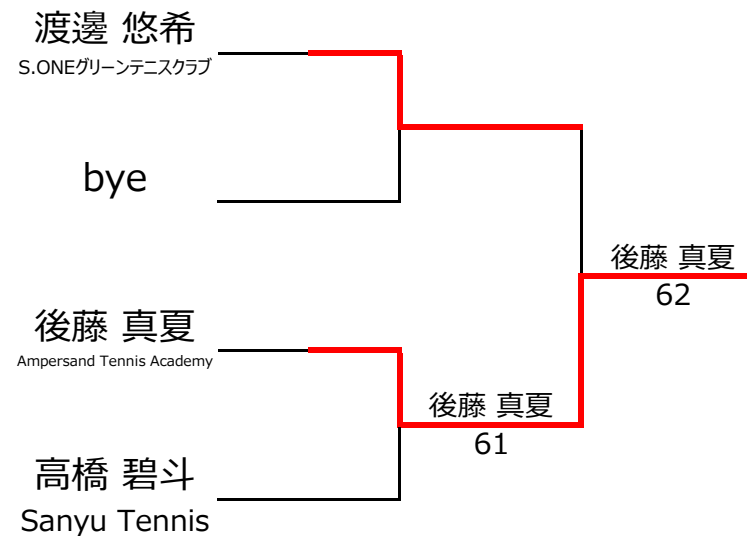 渡邊 悠希
S.ONEグリーンテニスクラブ
bye
後藤 真夏
62
後藤 真夏
Ampersand Tennis Academy
後藤 真夏
61
高橋 碧斗
Sanyu Tennis